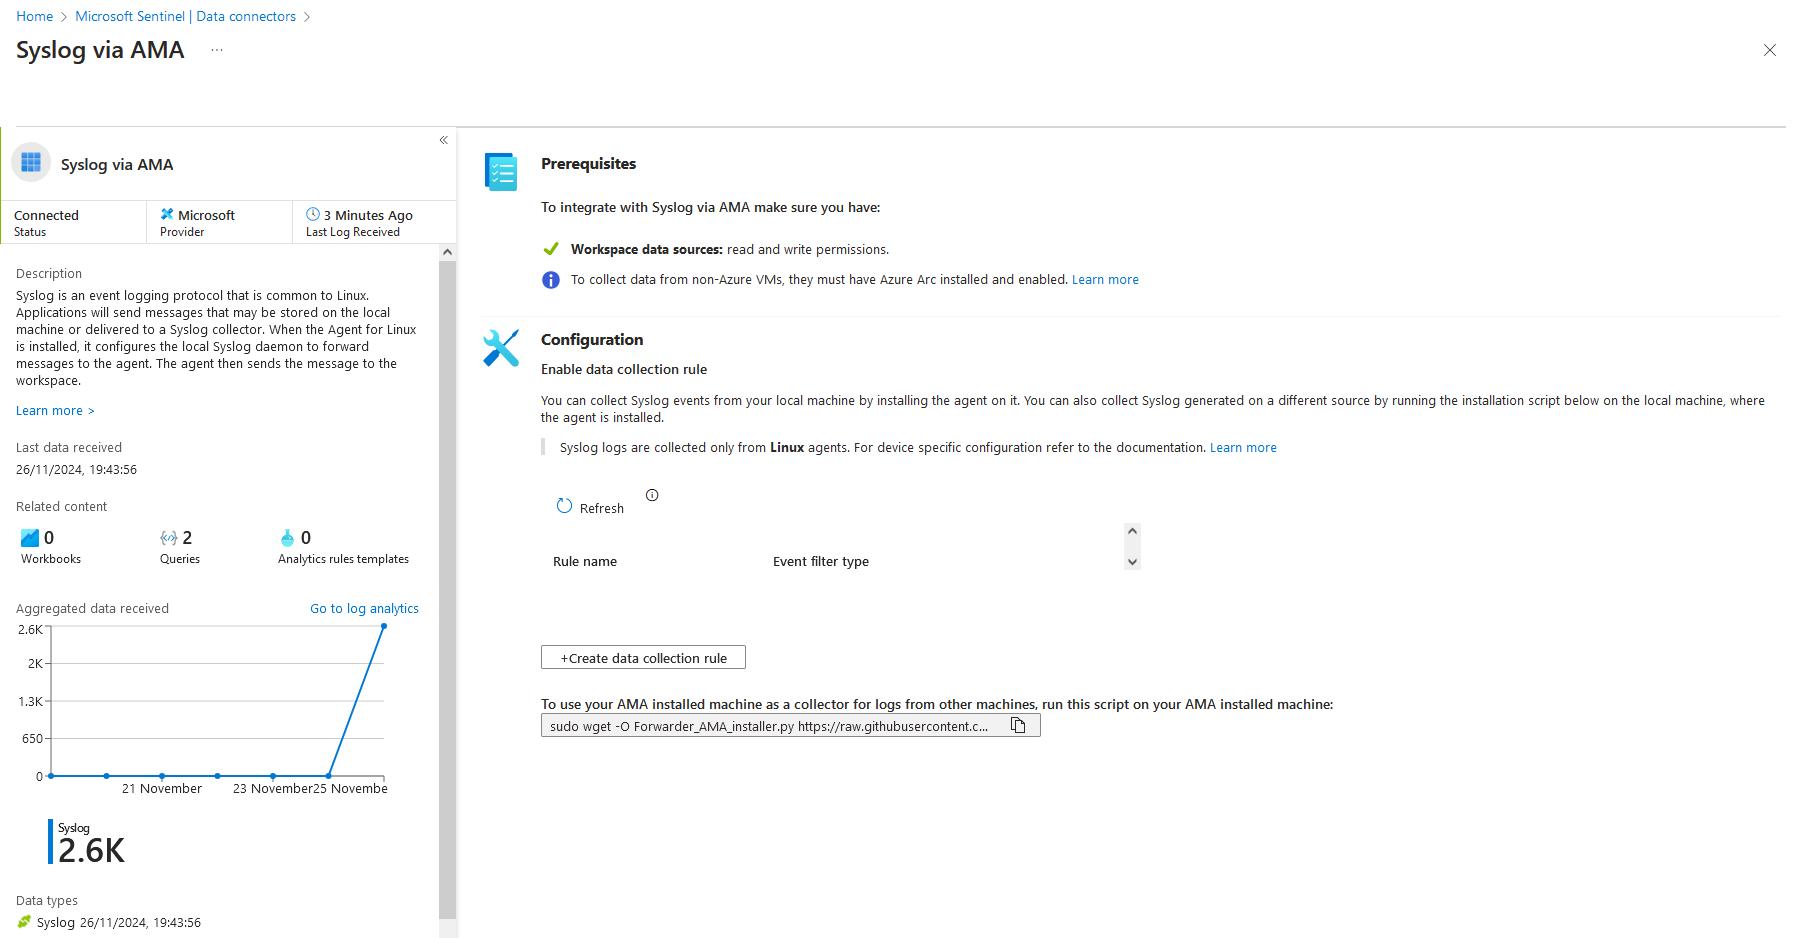 Home > Microsoft Sentinel | Data connectors >
Syslog via AMA ...
Syslog via AMA
Connected
Status
Microsoft
Provider
3 Minutes Ago
Last Log Received
Description
Syslog is an event logging protocol that is common to Linux.
Applications will send messages that may be stored on the local
machine or delivered to a Syslog collector. When the Agent for Linux
is installed, it configures the local Syslog daemon to forward
messages to the agent. The agent then sends the message to the
workspace.
Learn more >
Last data received
26/11/2024, 19:43:56
Related content
0
Workbooks
2
Queries
0
Analytics rules templates
Aggregated data received
Go to log analytics
2.6K
2K
1.3K
650
0
21 November
23 November
25 Novembe
Syslog
2.6K
Data types
Syslog 26/11/2024, 19:43:56
Prerequisites
To integrate with Syslog via AMA make sure you have:
Workspace data sources: read and write permissions.
To collect data from non-Azure VMs, they must have Azure Arc installed and enabled. Learn more
Configuration
Enable data collection rule
You can collect Syslog events from your local machine by installing the agent on it. You can also collect Syslog generated on a different source by running the installation script below on the local machine, where
the agent is installed.
Syslog logs are collected only from Linux agents. For device specific configuration refer to the documentation. Learn more
Refresh
Rule name
Event filter type
+Create data collection rule
To use your AMA installed machine as a collector for logs from other machines, run this script on your AMA installed machine:
sudo wget -O Forwarder_AMA_installer.py https://raw.githubusercontent.c...